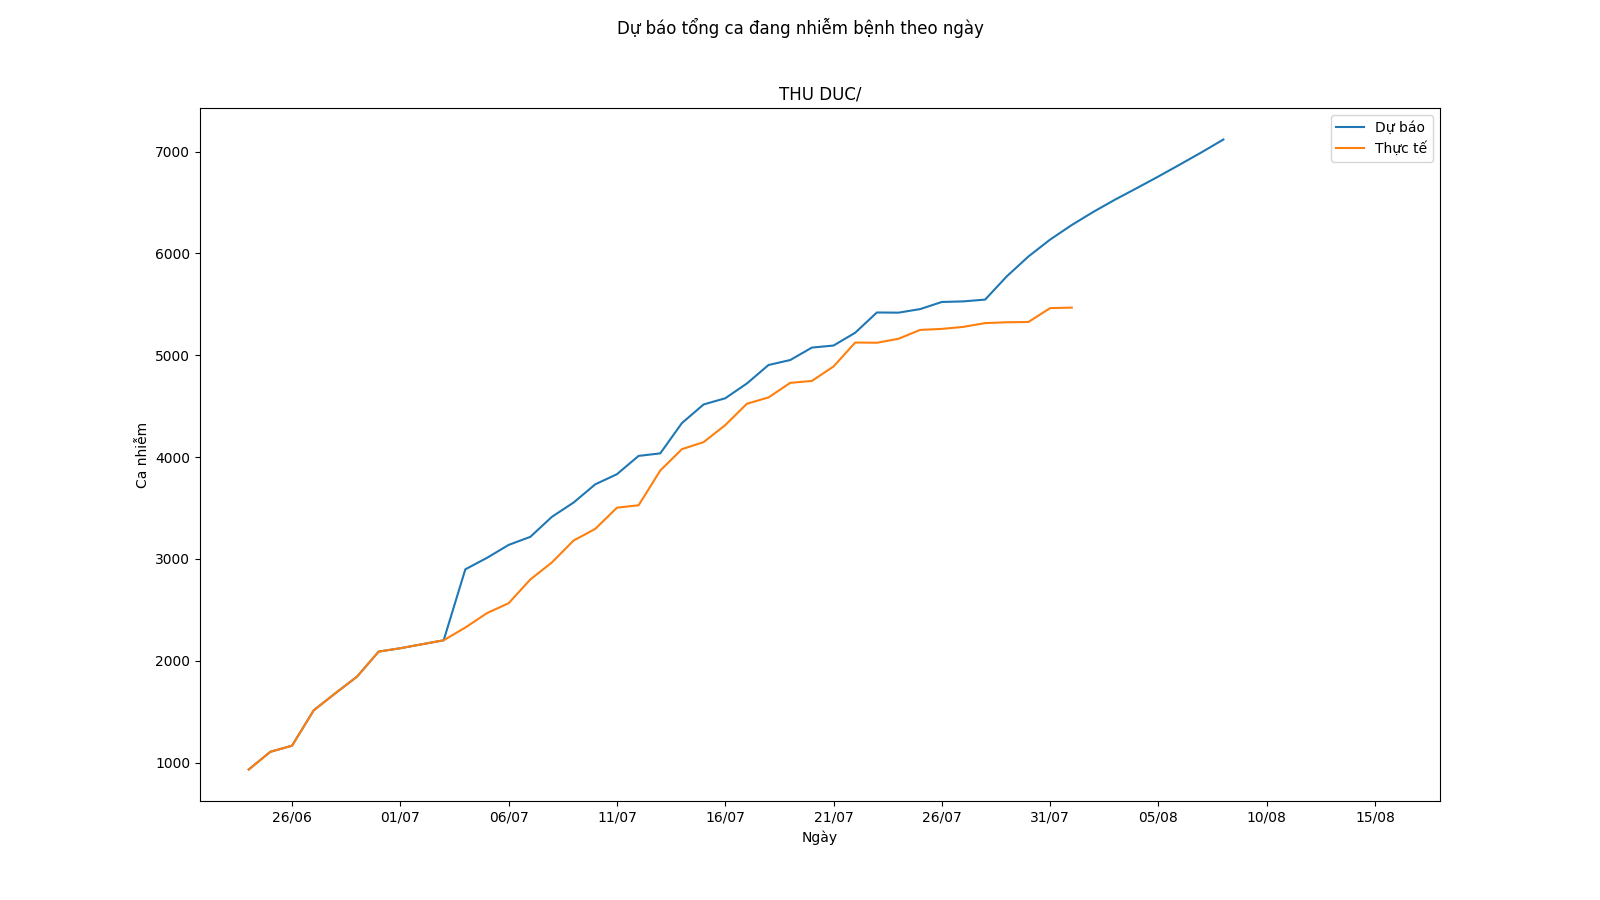 Dự báo tổng ca đang nhiễm bệnh theo ngày
THU DUC/
Dự báo
Thực tế
7000
6000
5000
4000
3000
2000
1000
Ca nhiễm
26/06 01/07 06/07 11/07 16/07 21/07 26/07 31/07 05/08 10/08 15/08
Ngày